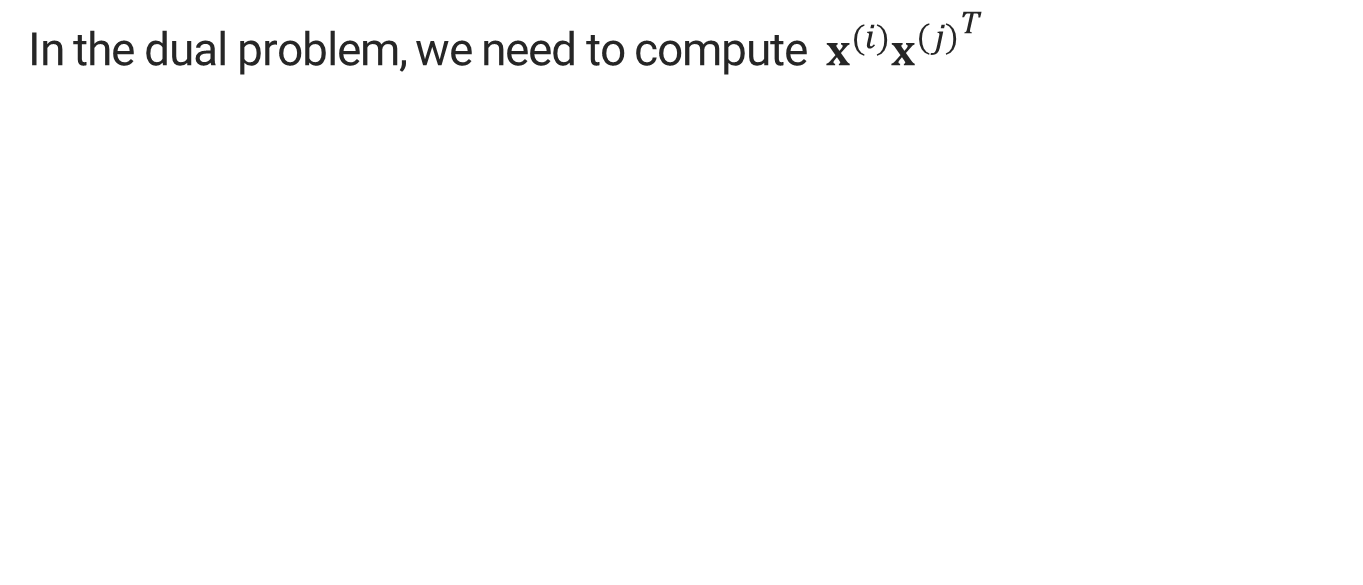 In the dual problem, we need to compute 𝐱⁽ⁱ⁾𝐱⁽ʲ⁾ᵀ